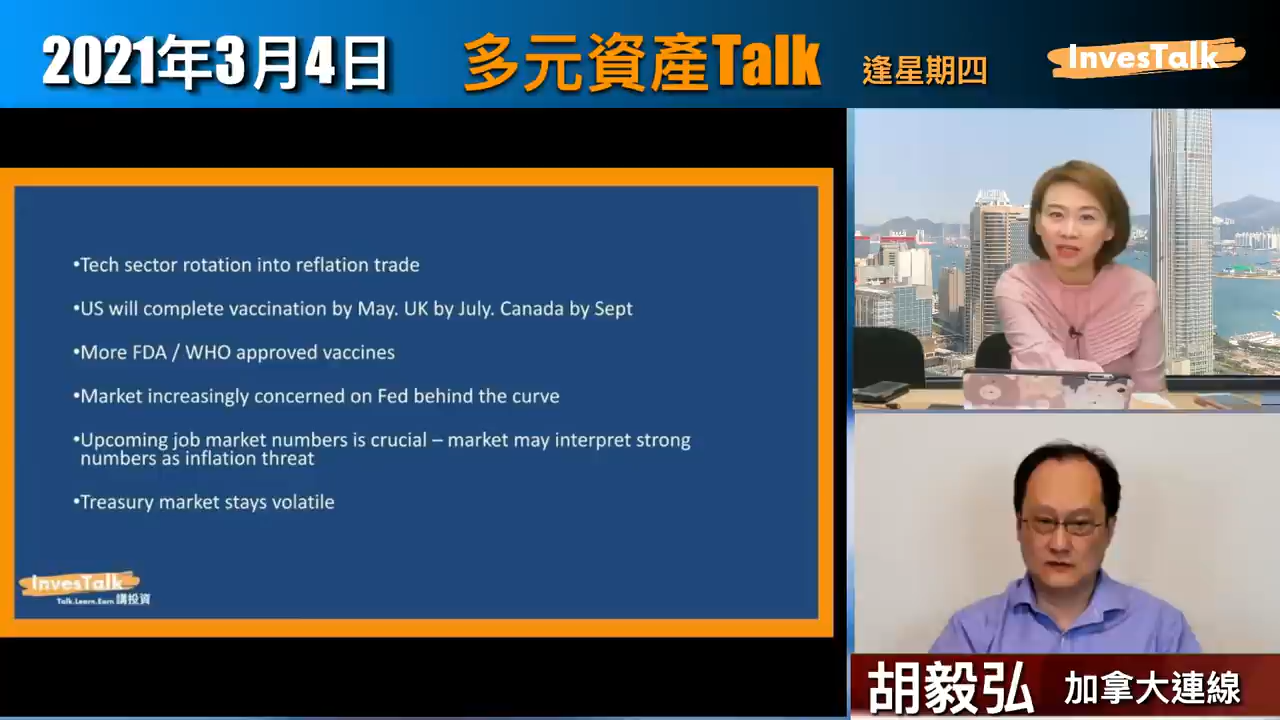 2021年3月4日 多元資產Talk 逢星期四 InvesTalk
•Tech sector rotation into reflation trade
•US will complete vaccination by May. UK by July. Canada by Sept
•More FDA / WHO approved vaccines
•Market increasingly concerned on Fed behind the curve
•Upcoming job market numbers is crucial – market may interpret strong
numbers as inflation threat
•Treasury market stays volatile
InvesTalk
Talk.Learn.Earn 講投資
胡毅弘 加拿大連線